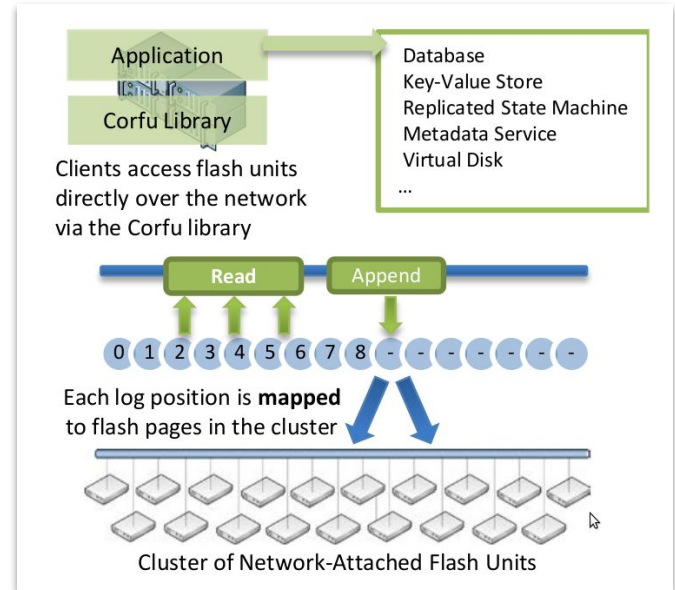 Application
Corfu Library
Database
Key-Value Store
Replicated State Machine
Metadata Service
Virtual Disk
...
Clients access flash units
directly over the network
via the Corfu library
Read
Append
0 1 2 3 4 5 6 7 8 - - - - - - -
Each log position is mapped
to flash pages in the cluster
Cluster of Network-Attached Flash Units